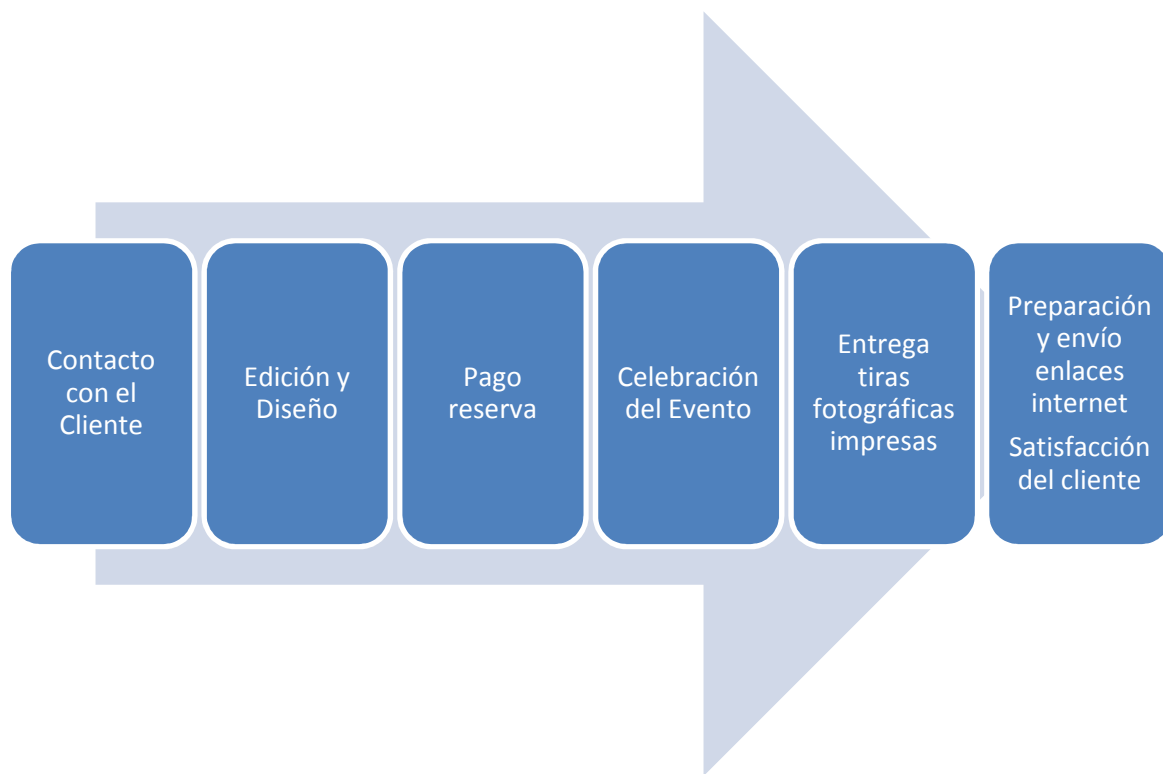 Contacto
con el
Cliente
Edición y
Diseño
Pago
reserva
Celebración
del Evento
Entrega
tiras
fotográficas
impresas
Preparación
y envío
enlaces
internet
Satisfacción
del cliente